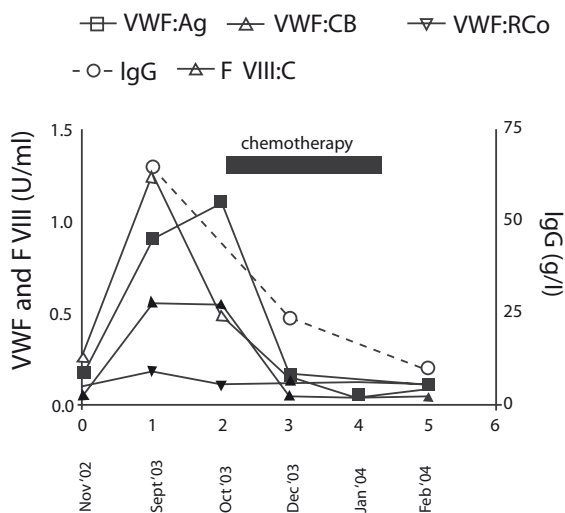 VWF:Ag VWF:CB VWF:RCo
IgG F VIII:C
chemotherapy
VWF and F VIII (U/ml)
1.5
1.0
0.5
0.0
75
50
25
0
IgG (g/l)
0 1 2 3 4 5 6
Nov '02 Sept '03 Oct '03 Dec '03 Jan '04 Feb '04